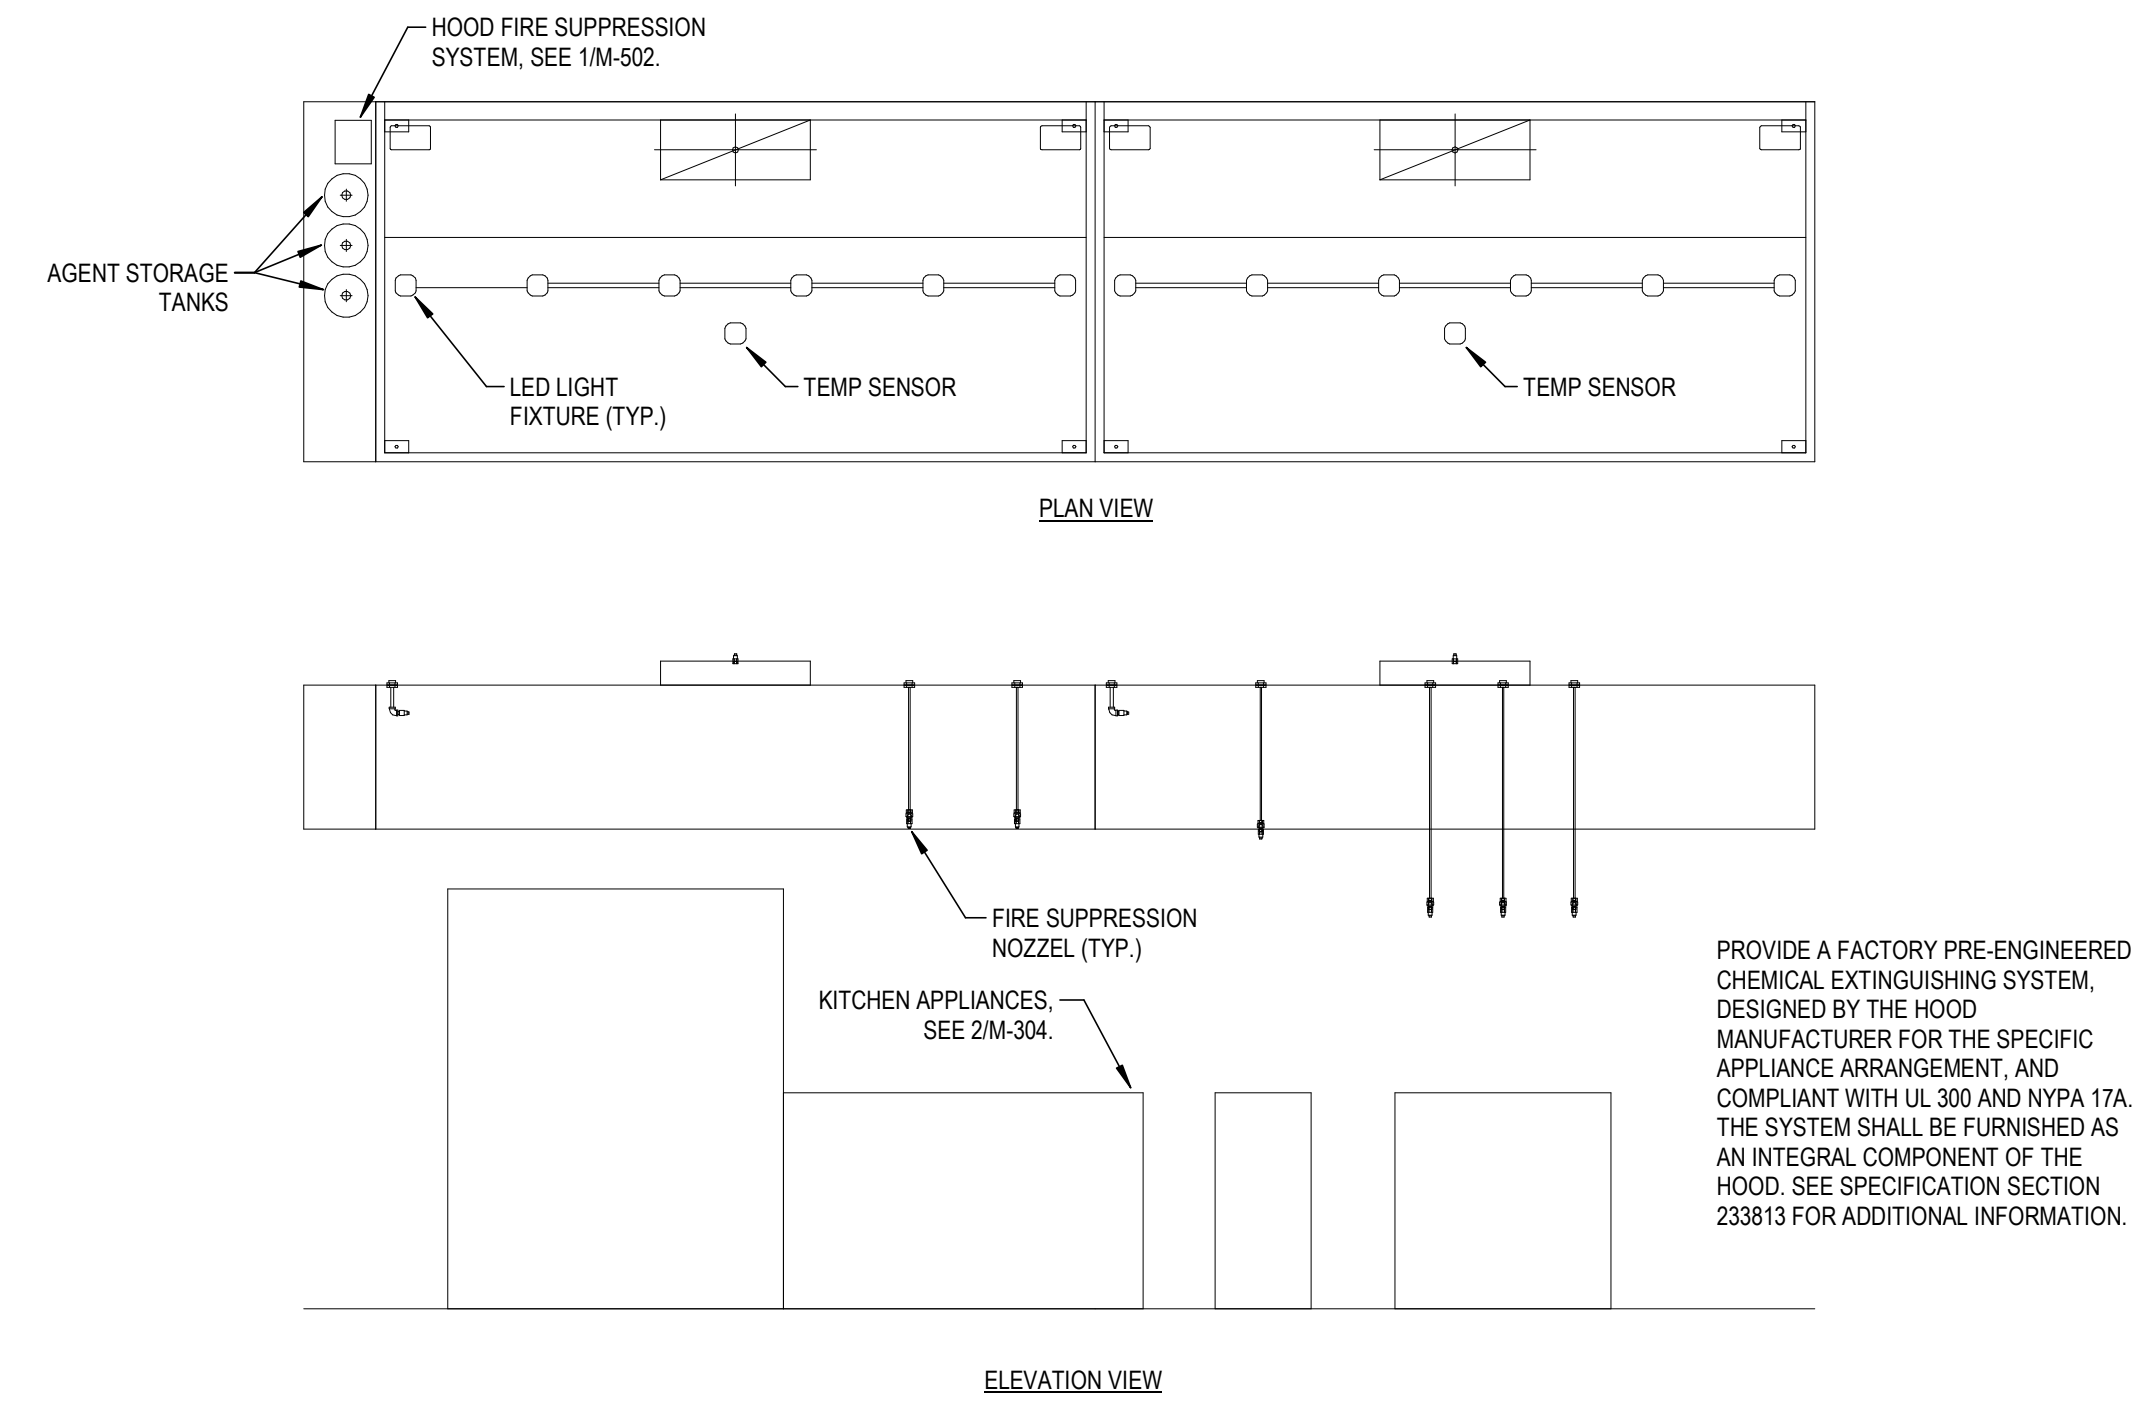 HOOD FIRE SUPPRESSION
SYSTEM, SEE 1/M-502.
AGENT STORAGE
TANKS
LED LIGHT
FIXTURE (TYP.)
TEMP SENSOR
TEMP SENSOR
PLAN VIEW
FIRE SUPPRESSION
NOZZEL (TYP.)
KITCHEN APPLIANCES,
SEE 2/M-304.
PROVIDE A FACTORY PRE-ENGINEERED
CHEMICAL EXTINGUISHING SYSTEM,
DESIGNED BY THE HOOD
MANUFACTURER FOR THE SPECIFIC
APPLIANCE ARRANGEMENT, AND
COMPLIANT WITH UL 300 AND NYPA 17A.
THE SYSTEM SHALL BE FURNISHED AS
AN INTEGRAL COMPONENT OF THE
HOOD. SEE SPECIFICATION SECTION
233813 FOR ADDITIONAL INFORMATION.
ELEVATION VIEW